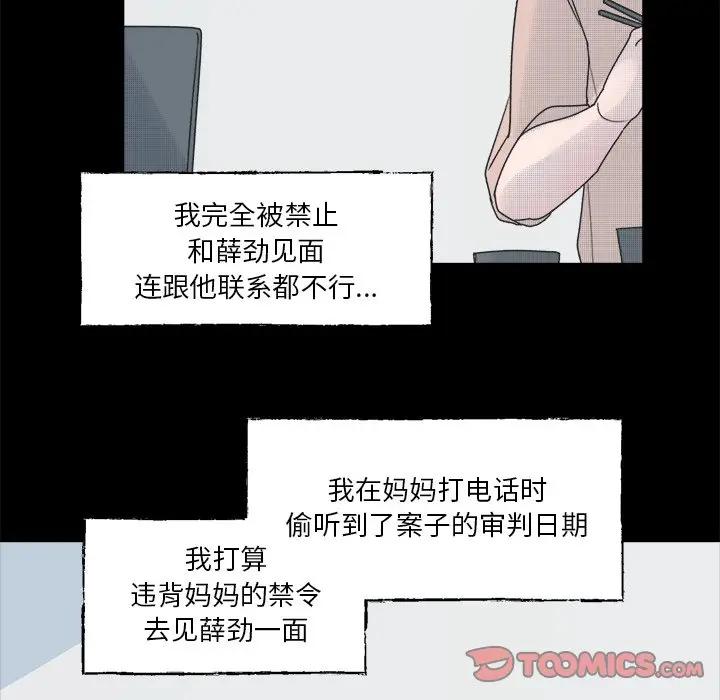 我完全被禁止
和薛劲见面
连跟他联系都不行...
我在妈妈打电话时
偷听到了案子的审判日期
我打算
违背妈妈的禁令
去见薛劲一面
TOOMICS.COM